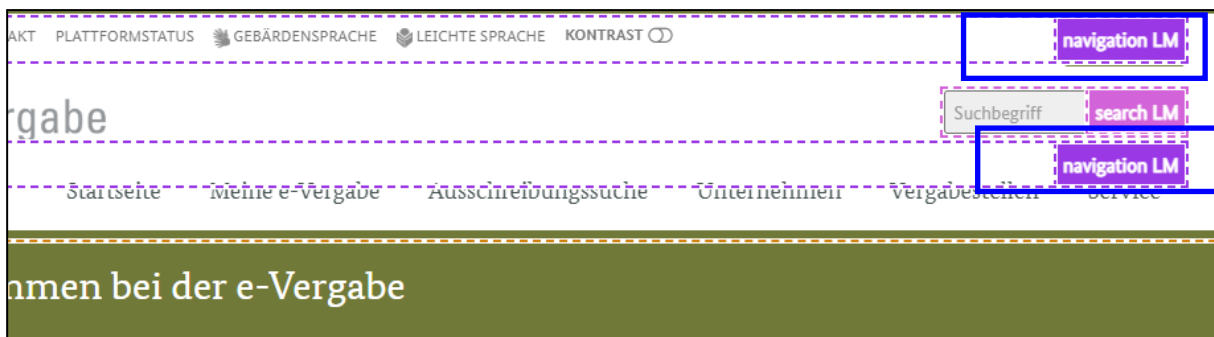 AKT PLATTFORMSTATUS GEBÄRDENSPRACHE LEICHTE SPRACHE KONTRAST navigation LM
rgabe Suchbegriff search LM
navigation LM
Startseite Meine e-Vergabe Ausschreibungssuche Unternehmen Vergabestellen Service
mmen bei der e-Vergabe